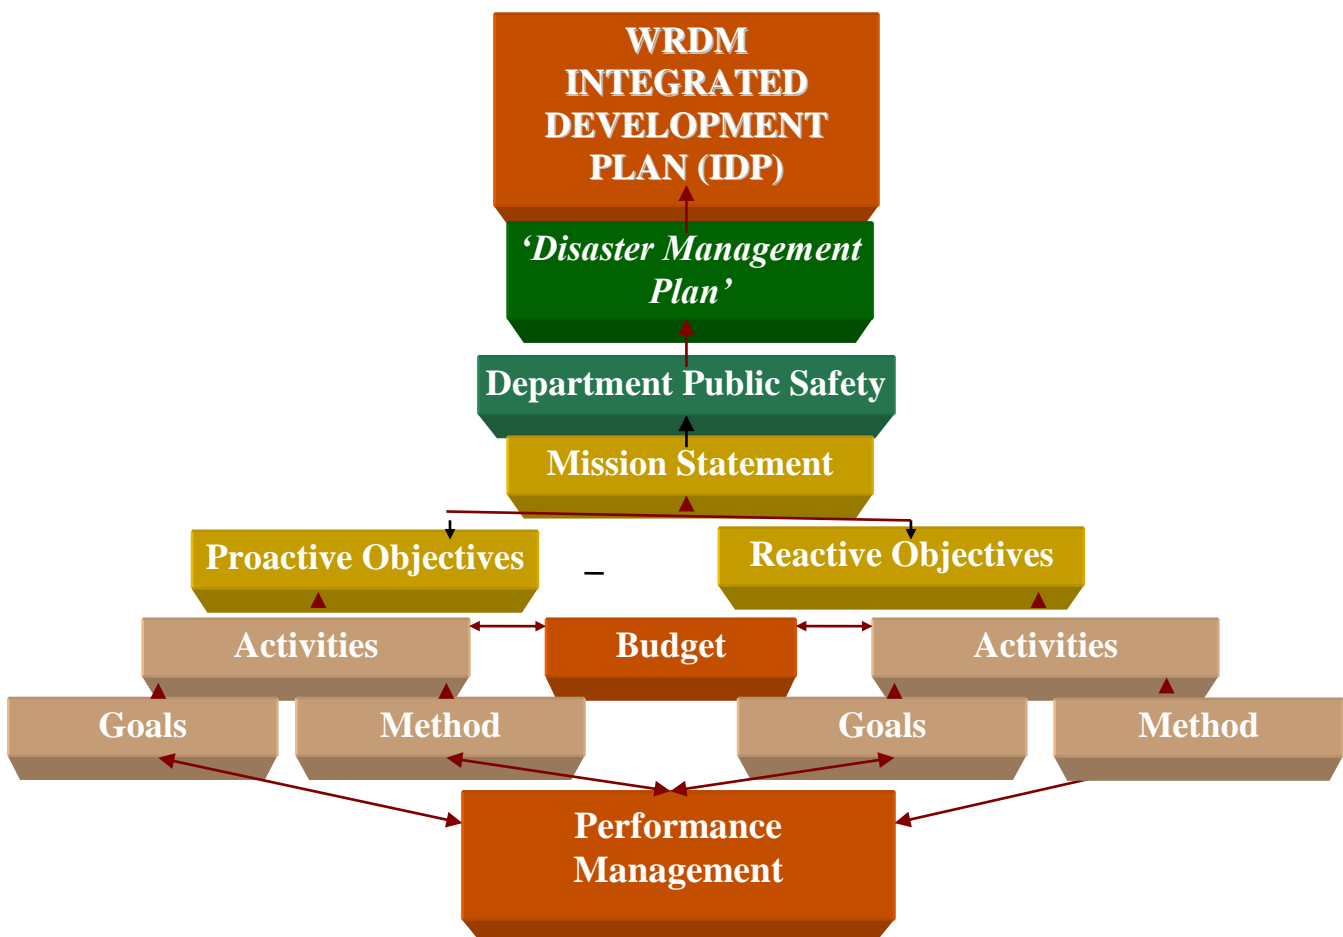 WRDM
INTEGRATED
DEVELOPMENT
PLAN (IDP)
‘Disaster Management
Plan’
Department Public Safety
Mission Statement
Proactive Objectives
–
Reactive Objectives
Activities
Budget
Activities
Goals
Method
Goals
Method
Performance
Management